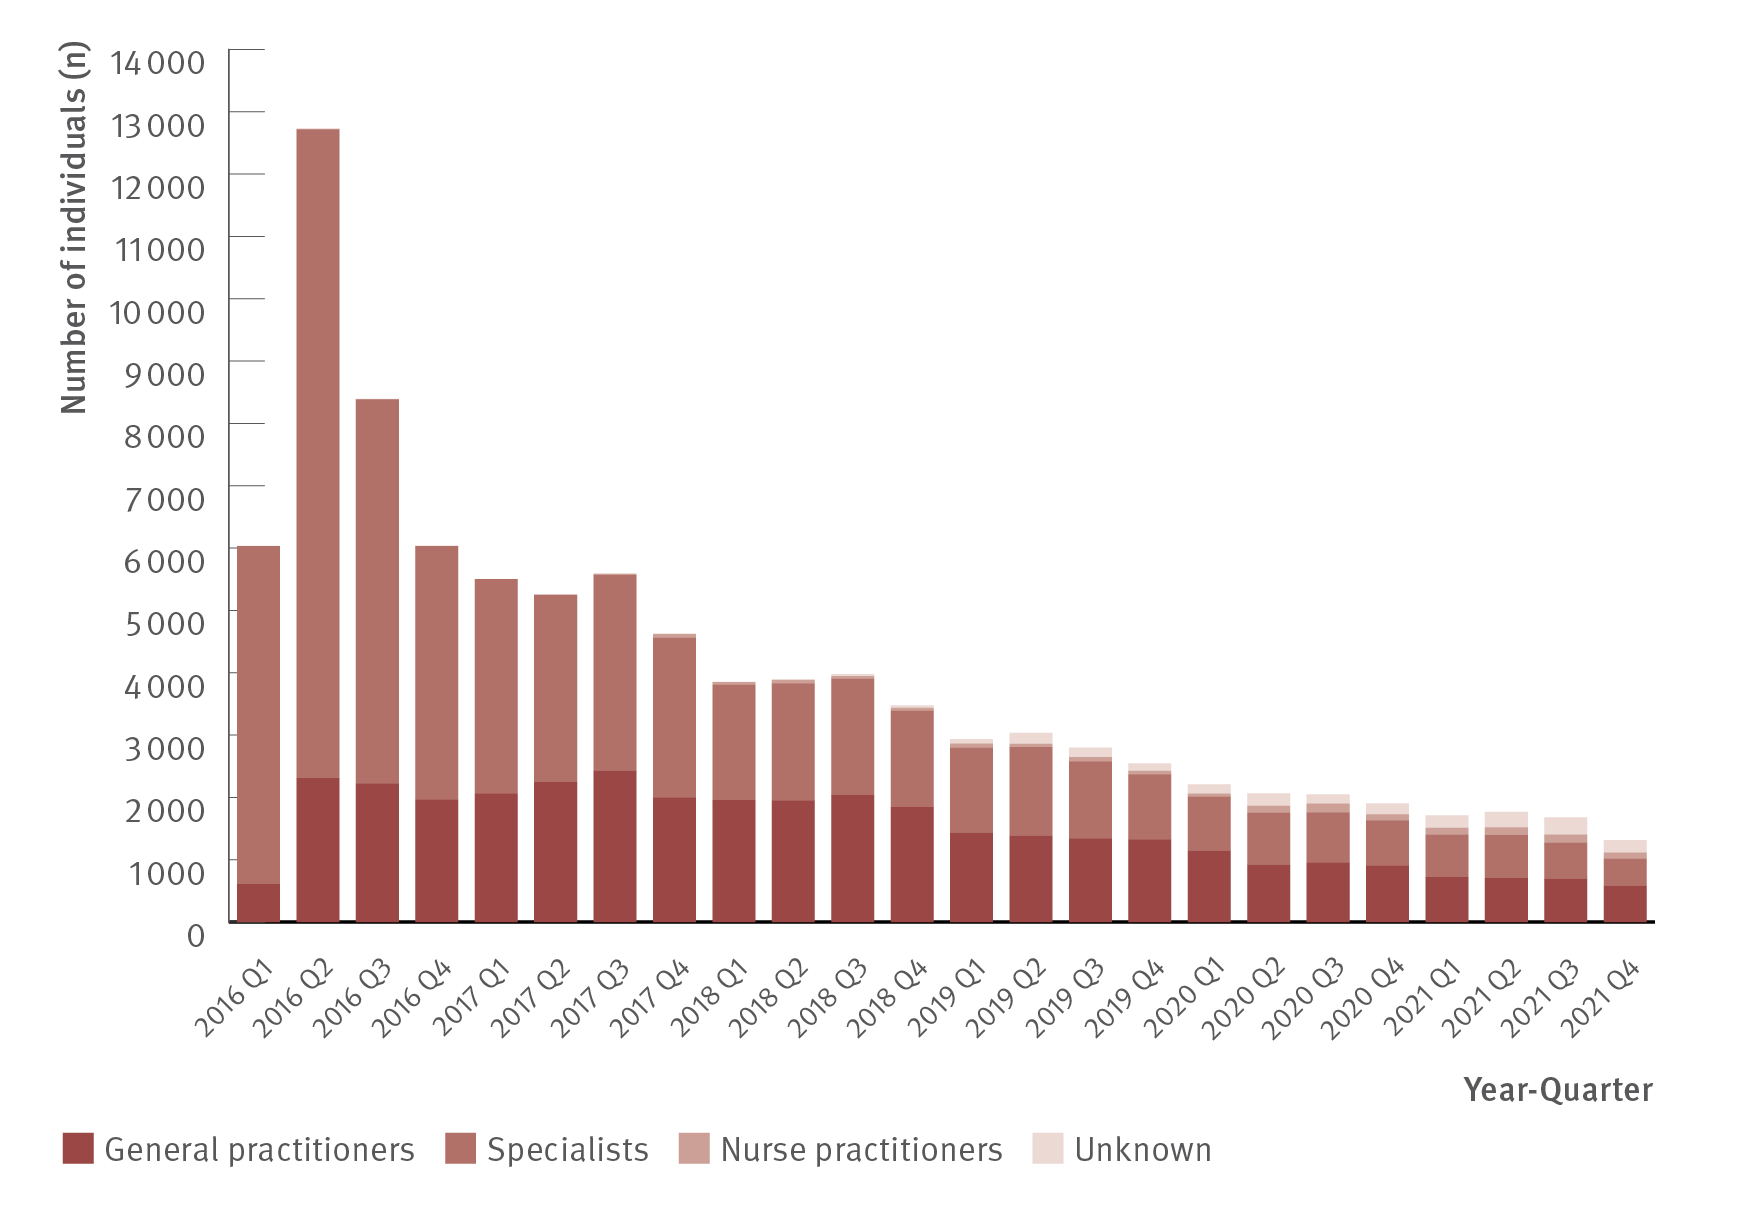 Number of individuals (n)
14 000
13 000
12 000
11 000
10 000
9 000
8 000
7 000
6 000
5 000
4 000
3 000
2 000
1 000
0
2016 Q1
2016 Q2
2016 Q3
2016 Q4
2017 Q1
2017 Q2
2017 Q3
2017 Q4
2018 Q1
2018 Q2
2018 Q3
2018 Q4
2019 Q1
2019 Q2
2019 Q3
2019 Q4
2020 Q1
2020 Q2
2020 Q3
2020 Q4
2021 Q1
2021 Q2
2021 Q3
2021 Q4
Year-Quarter
General practitioners
Specialists
Nurse practitioners
Unknown